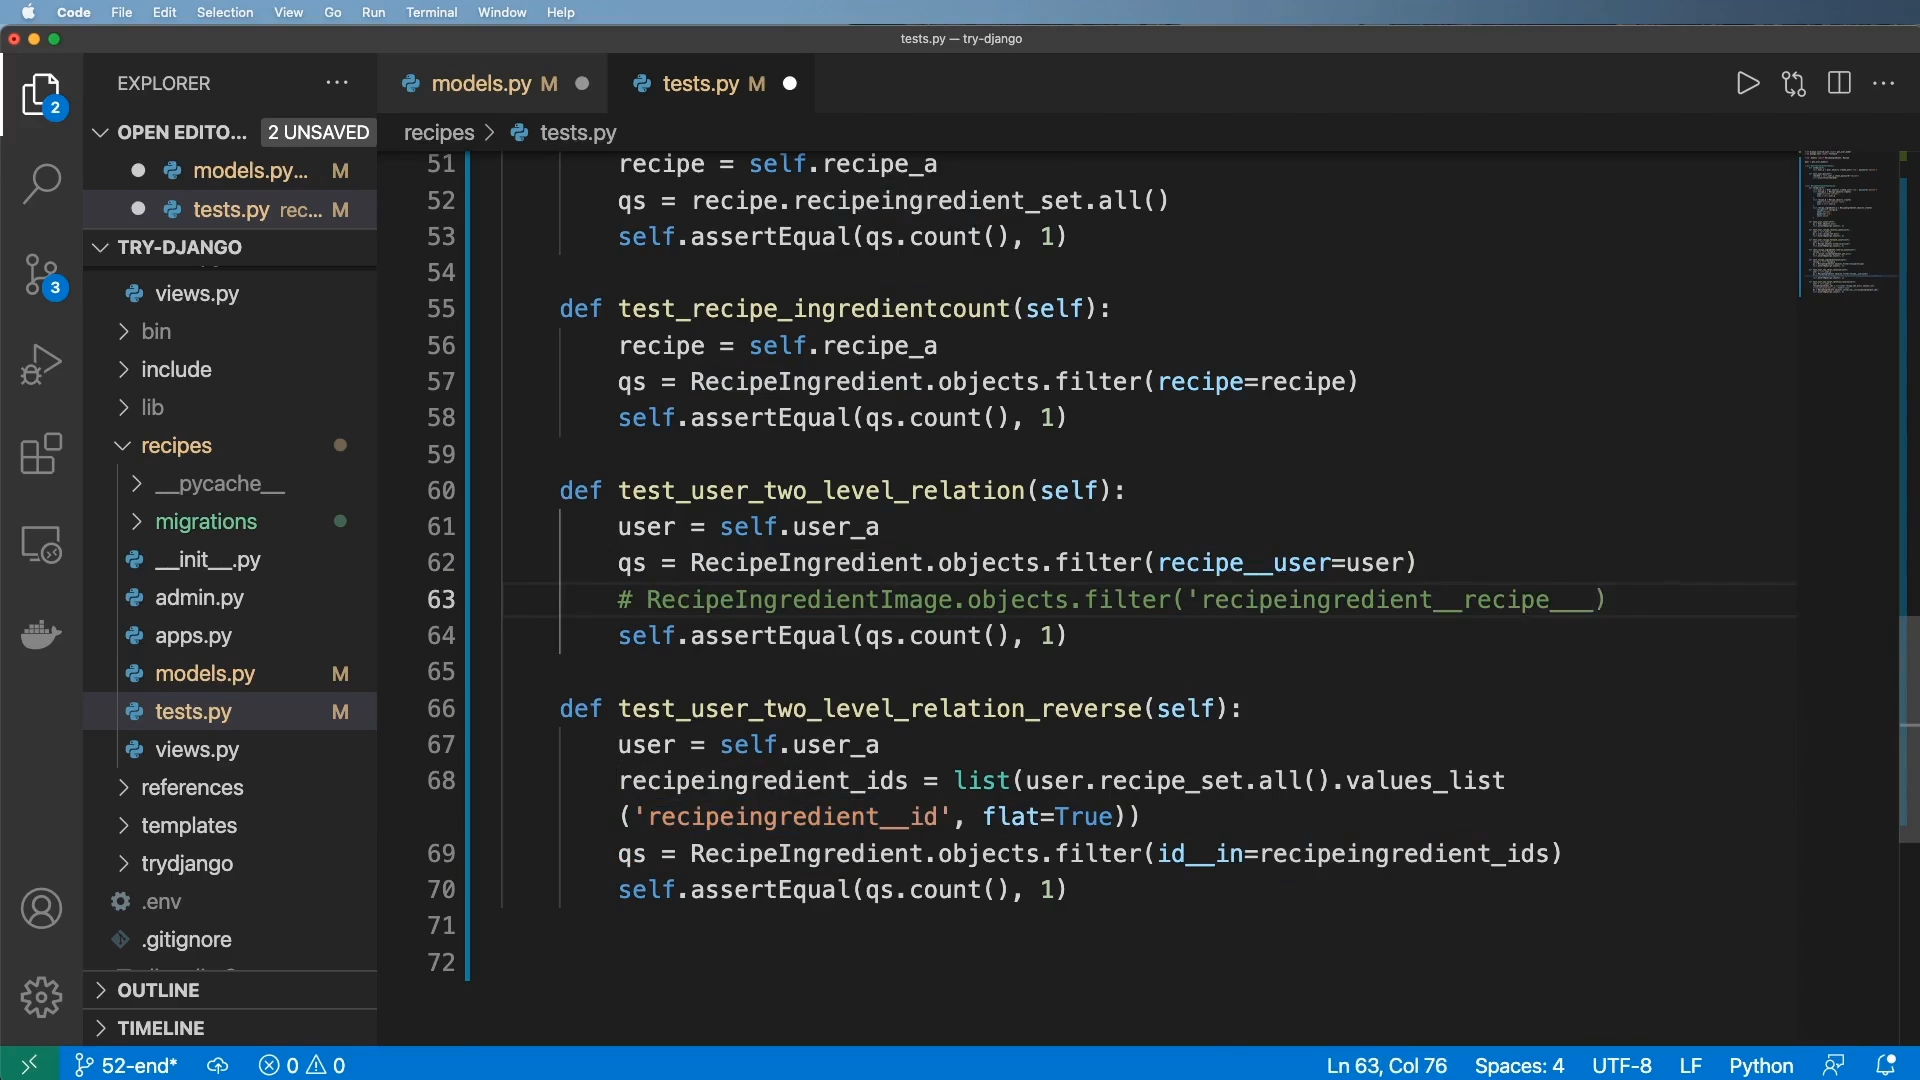 Code File Edit Selection View Go Run Terminal Window Help
tests.py — try-django
EXPLORER
models.py M
tests.py M
2
OPEN EDITO... 2 UNSAVED
recipes > tests.py
models.py... M
tests.py rec... M
TRY-DJANGO
3
views.py
bin
include
lib
recipes
__pycache__
migrations
__init__.py
admin.py
apps.py
models.py M
tests.py M
views.py
references
templates
trydjango
.env
.gitignore
OUTLINE
TIMELINE
51 recipe = self.recipe_a
52 qs = recipe.recipeingredient_set.all()
53 self.assertEqual(qs.count(), 1)
54
55 def test_recipe_ingredientcount(self):
56 recipe = self.recipe_a
57 qs = RecipeIngredient.objects.filter(recipe=recipe)
58 self.assertEqual(qs.count(), 1)
59
60 def test_user_two_level_relation(self):
61 user = self.user_a
62 qs = RecipeIngredient.objects.filter(recipe__user=user)
63 # RecipeIngredientImage.objects.filter('recipeingredient__recipe___)
64 self.assertEqual(qs.count(), 1)
65
66 def test_user_two_level_relation_reverse(self):
67 user = self.user_a
68 recipeingredient_ids = list(user.recipe_set.all().values_list
('recipeingredient__id', flat=True))
69 qs = RecipeIngredient.objects.filter(id__in=recipeingredient_ids)
70 self.assertEqual(qs.count(), 1)
71
72
52-end* 0 0 Ln 63, Col 76 Spaces: 4 UTF-8 LF Python